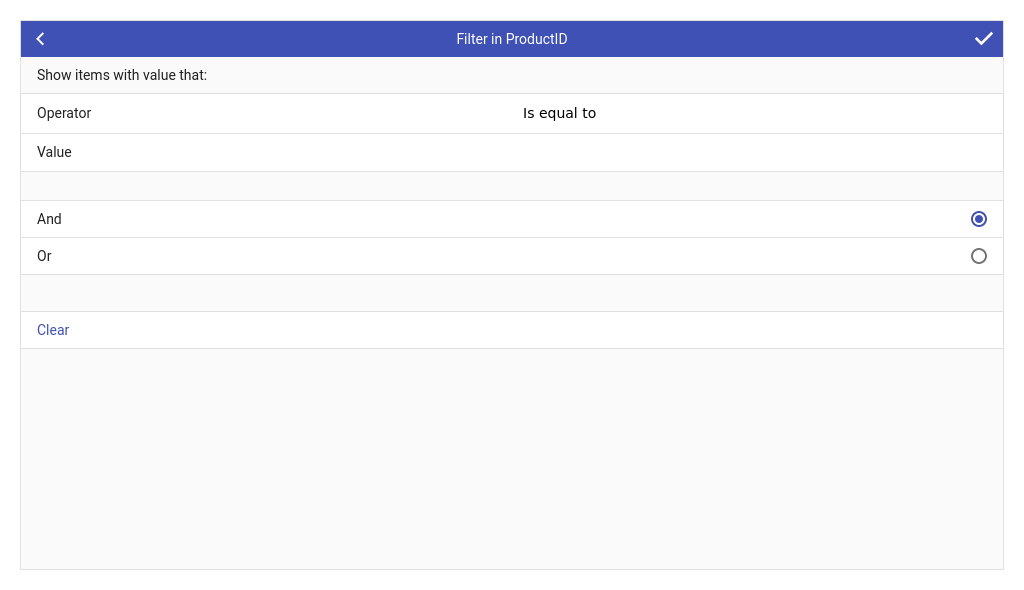 Filter in ProductID
Show items with value that:
Operator
Is equal to
Value
And
Or
Clear